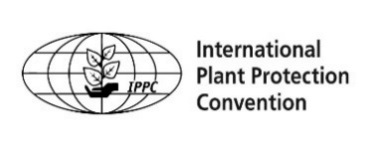 IPPC
International
Plant Protection
Convention